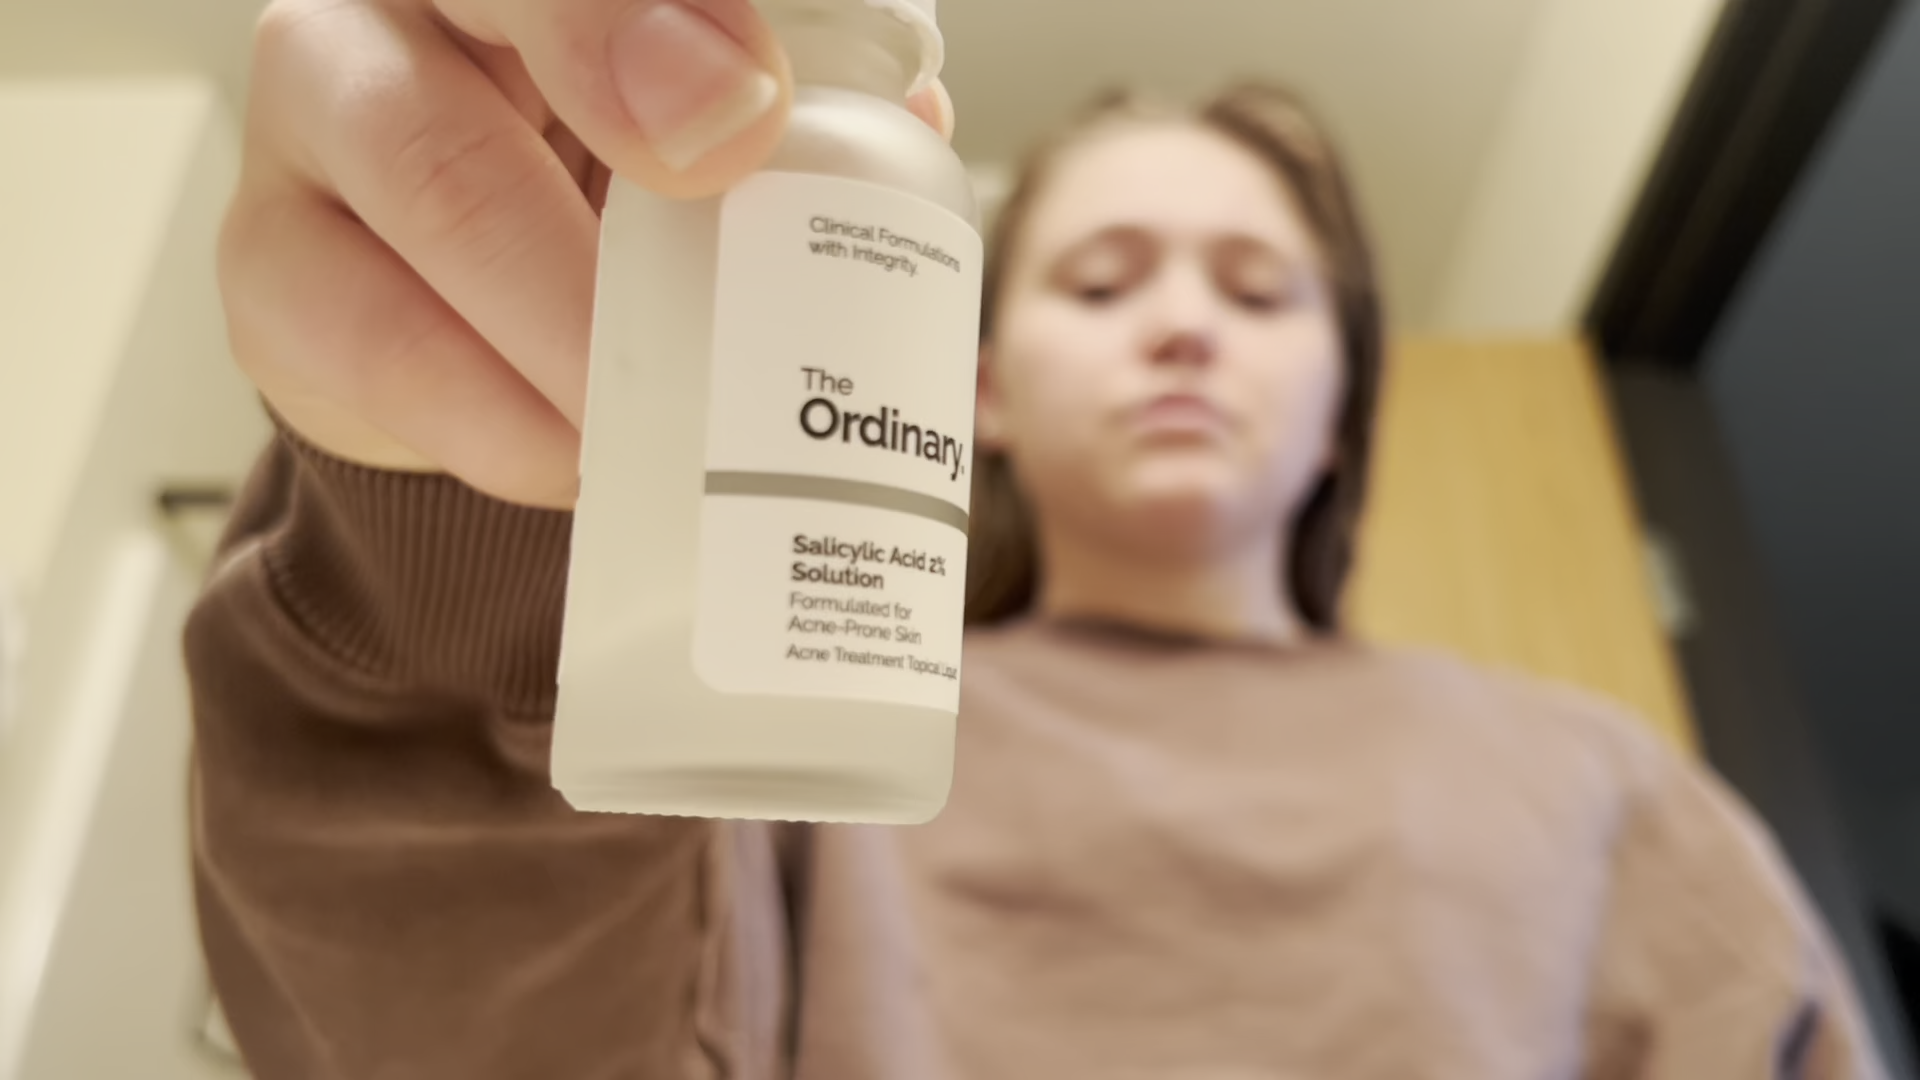 Clinical Formulations
with Integrity.
The
Ordinary.
Salicylic Acid 2%
Solution
Formulated for
Acne-Prone Skin
Acne Treatment Topical Liquid